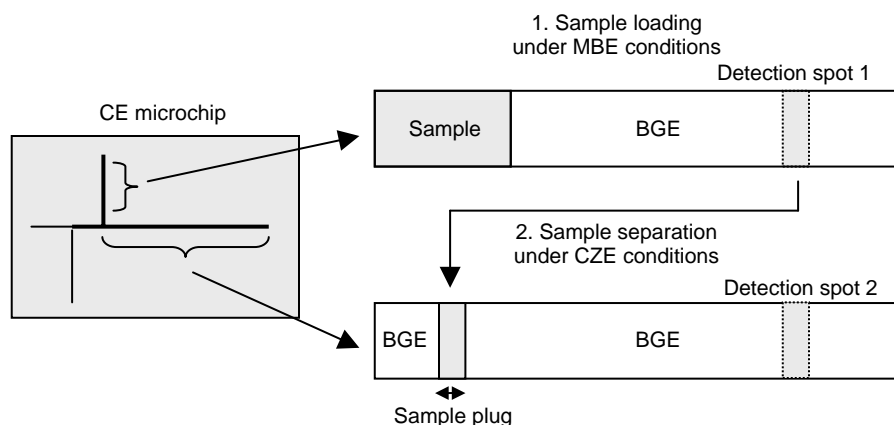 1. Sample loading
under MBE conditions
Detection spot 1
CE microchip
Sample
BGE
2. Sample separation
under CZE conditions
Detection spot 2
BGE
BGE
Sample plug